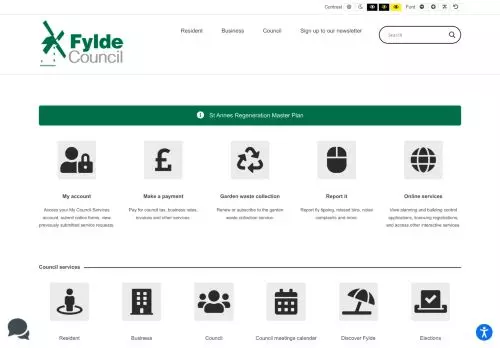 Contrast
Font
Fylde
Council
Resident
Business
Council
Sign up to our newsletter
Search
St Annes Regeneration Master Plan
My account
Access your My Council Services
account, submit online forms, view
previously submitted service requests.
Make a payment
Pay for council tax, business rates,
invoices and other services
Garden waste collection
Renew or subscribe to the garden
waste collection service
Report it
Report fly tipping, missed bins, noise
complaints and more
Online services
View planning and building control
applications, licensing registrations,
and access other interactive services
Council services
Resident
Business
Council
Council meetings calendar
Discover Fylde
Elections